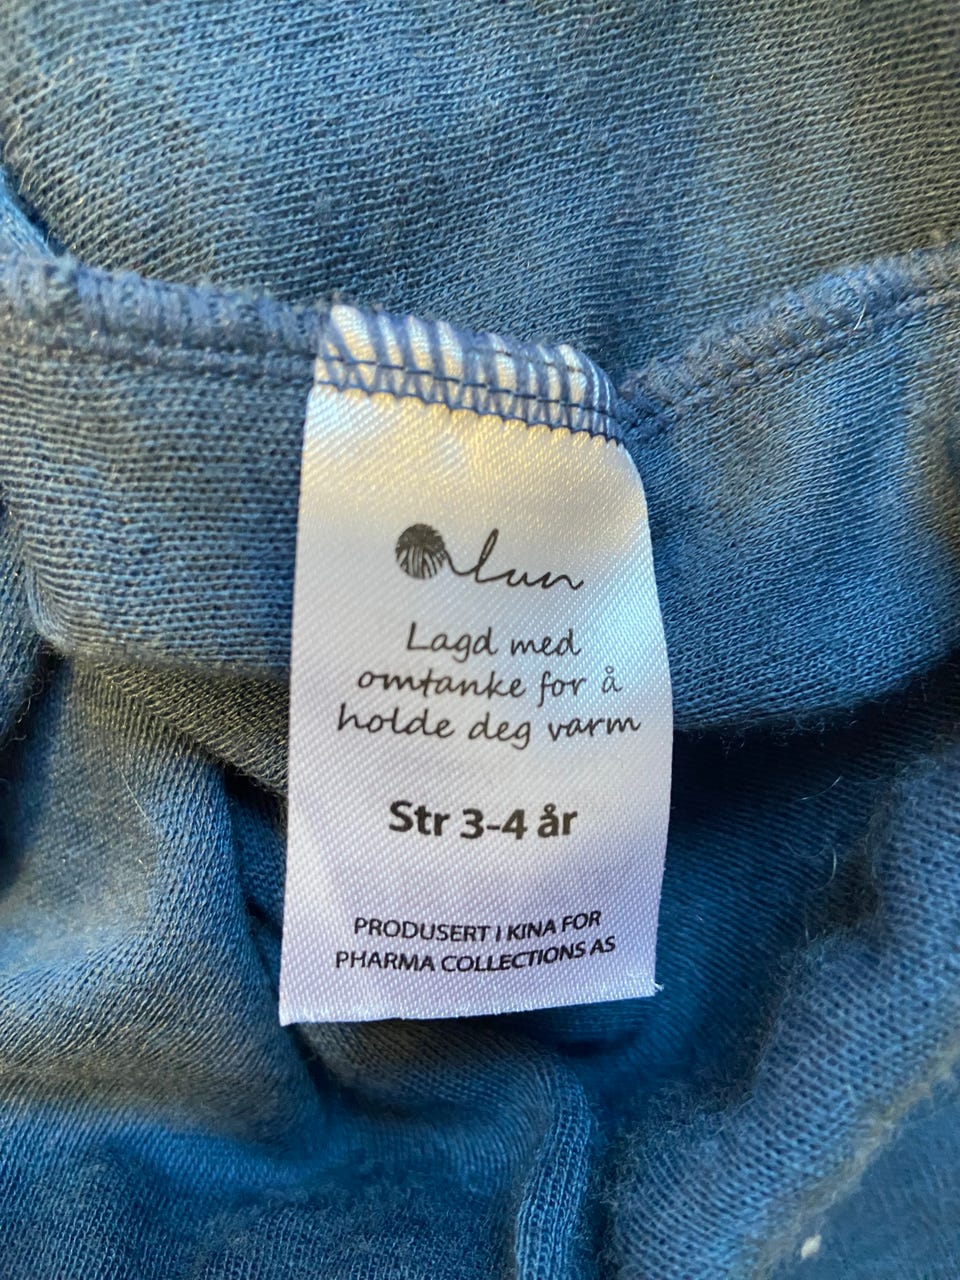 lun
Lagd med
omtanke for å
holde deg varm
Str 3-4 år
PRODUSERT I KINA FOR
PHARMA COLLECTIONS AS